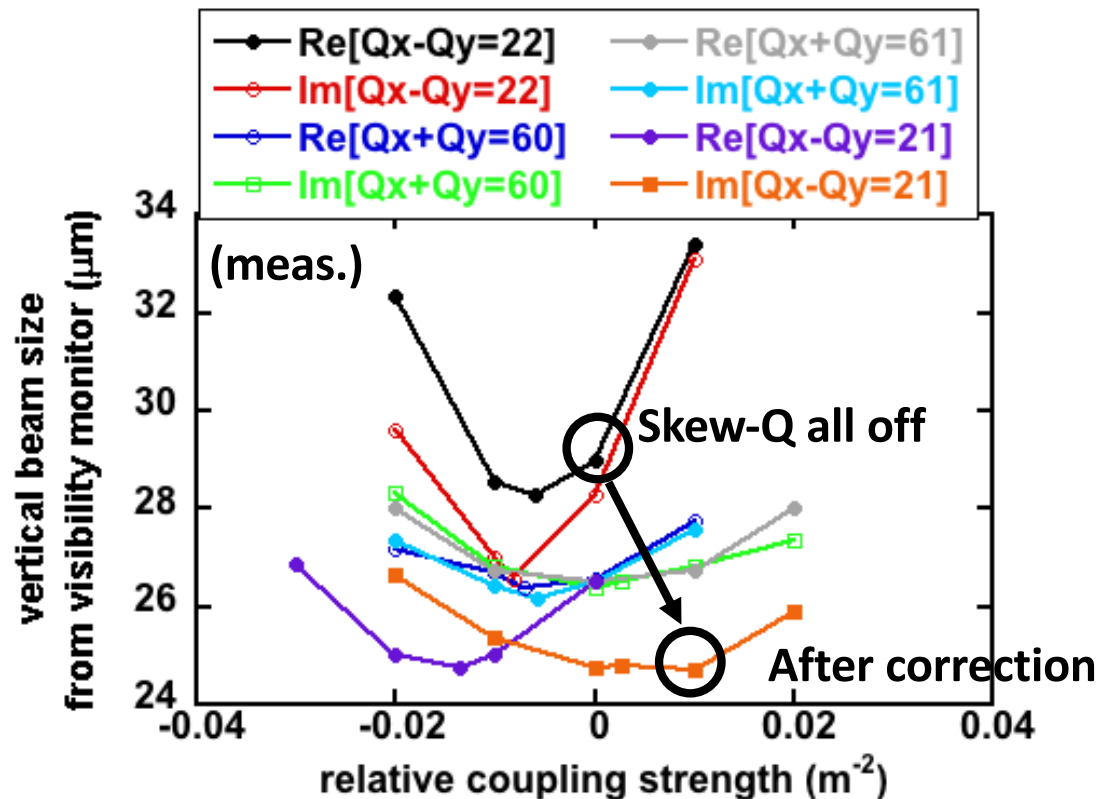 Re[Qx-Qy=22] Re[Qx+Qy=61]
Im[Qx-Qy=22] Im[Qx+Qy=61]
Re[Qx+Qy=60] Re[Qx-Qy=21]
Im[Qx+Qy=60] Im[Qx-Qy=21]
vertical beam size
from visibility monitor (μm)
34
32
30
28
26
24
(meas.)
Skew-Q all off
After correction
-0.04 -0.02 0 0.02 0.04
relative coupling strength (m⁻²)